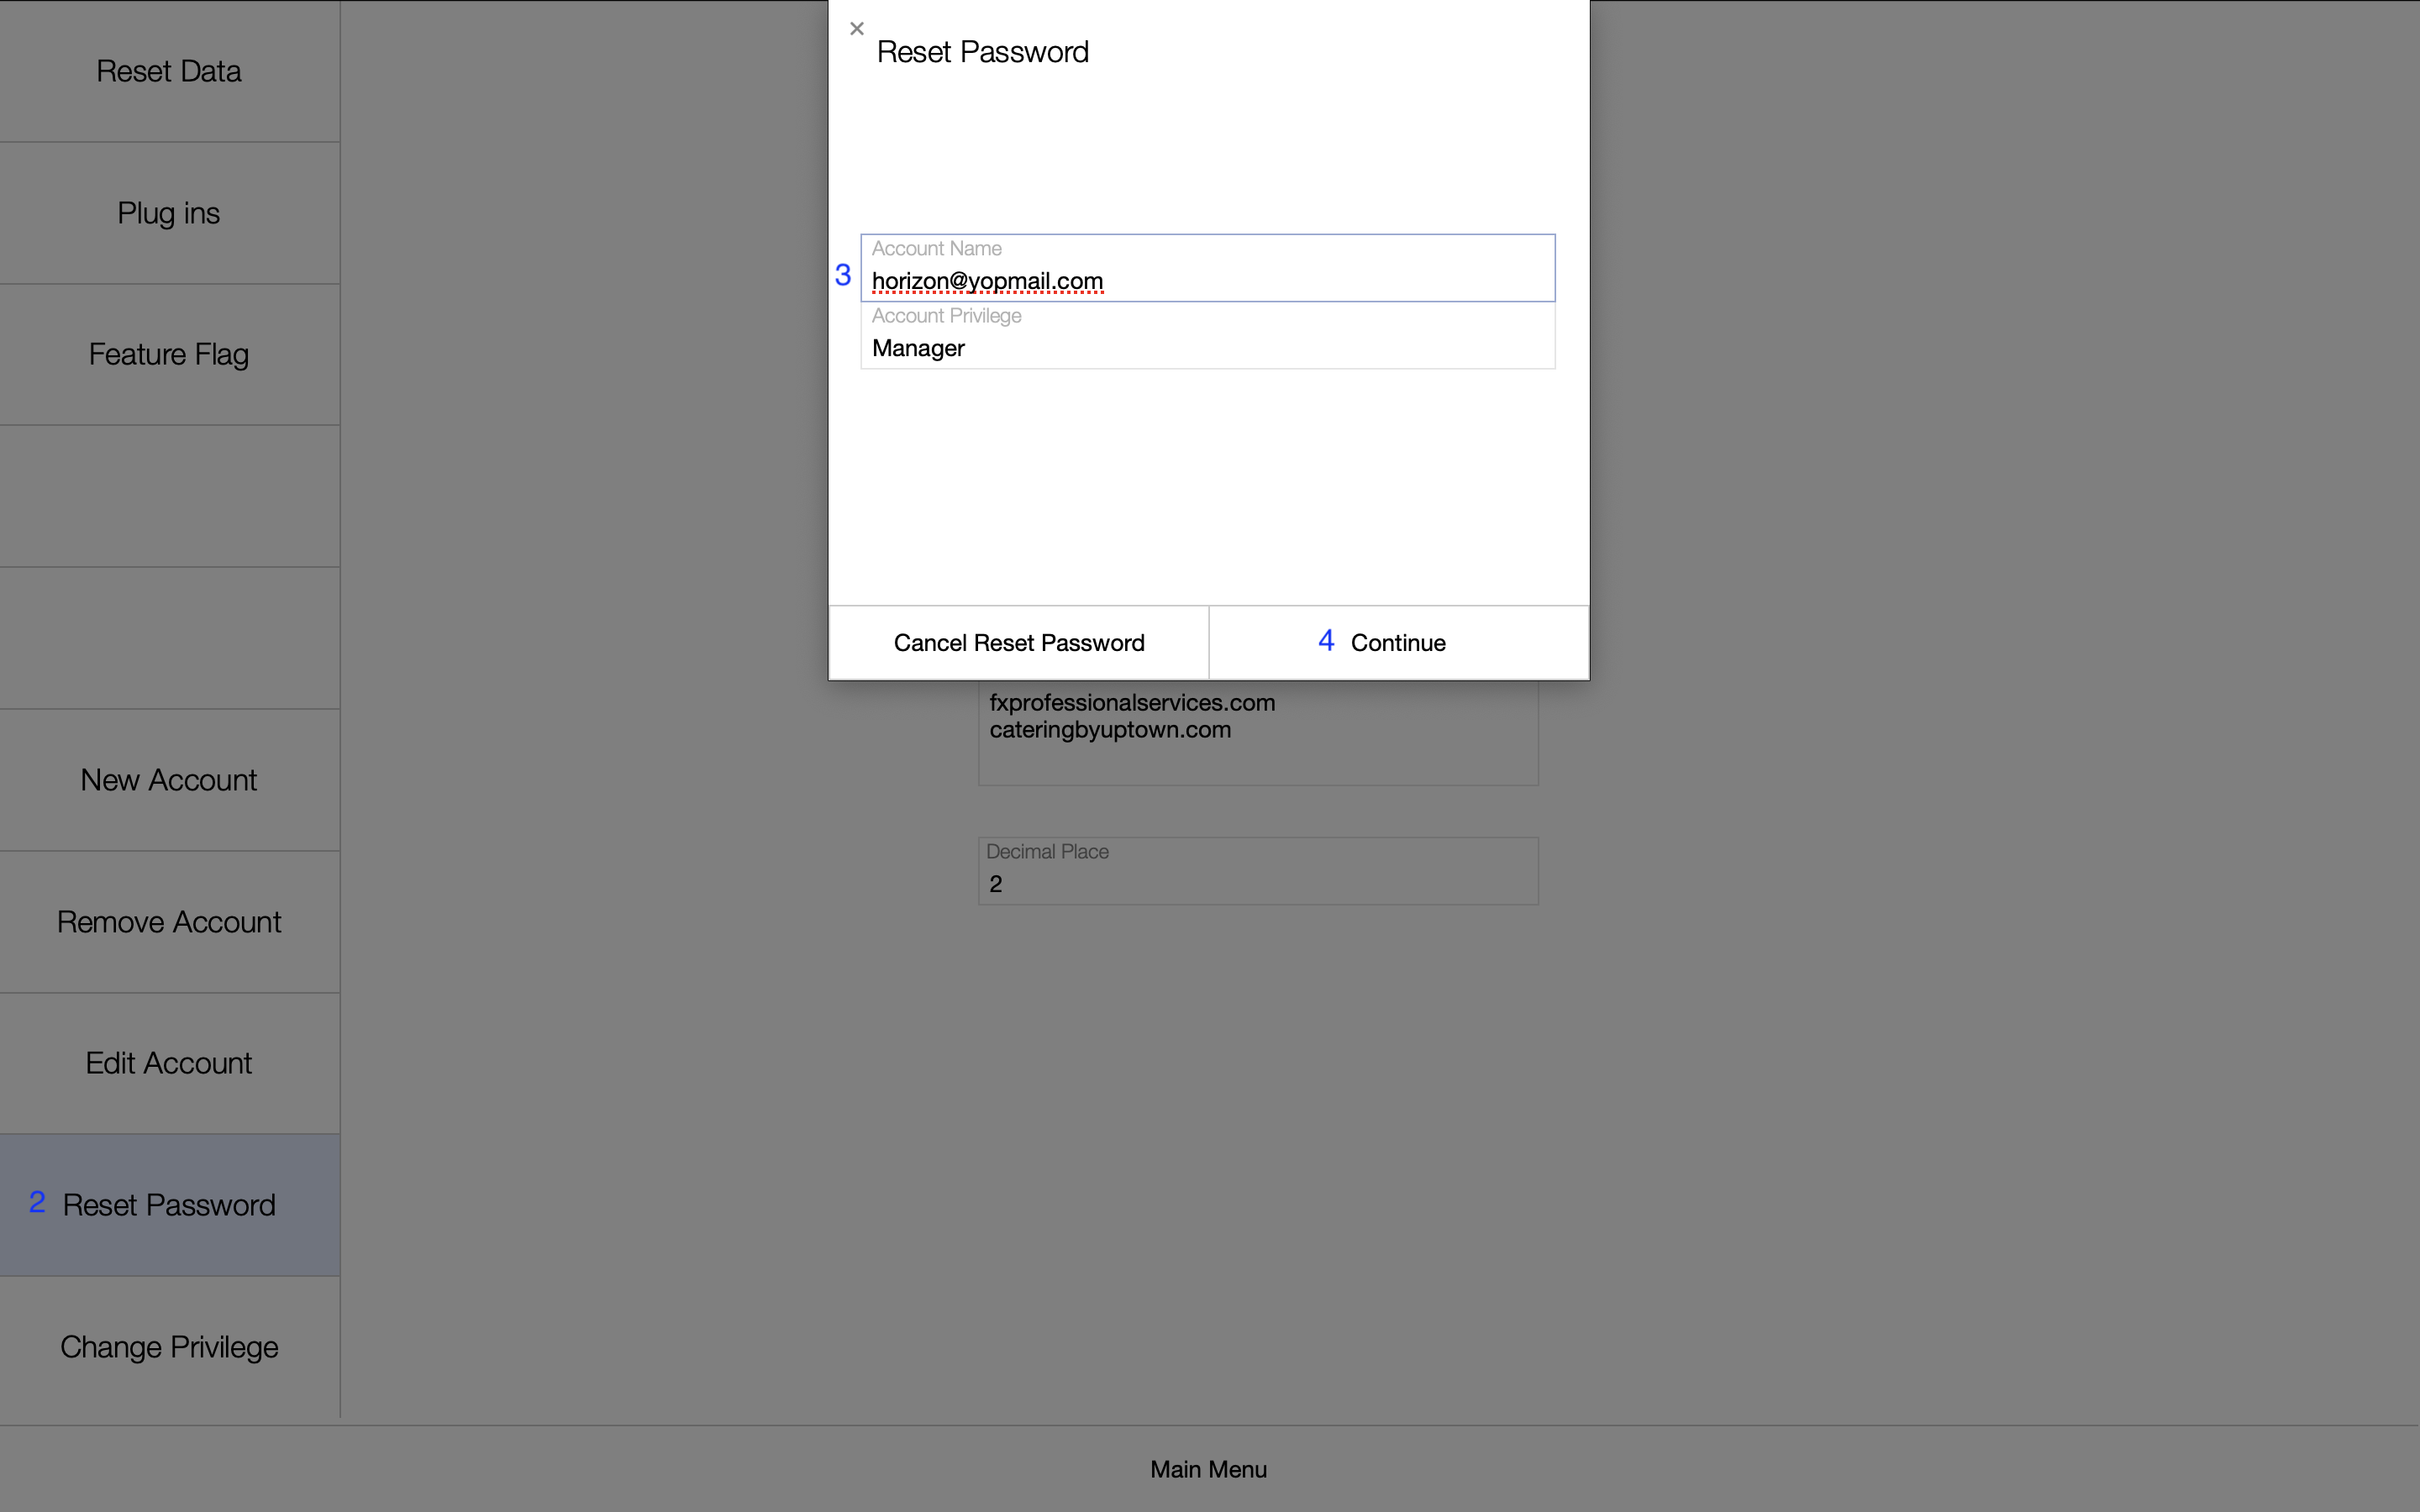 Reset Data
Plug ins
Feature Flag
New Account
Remove Account
Edit Account
2 Reset Password
Change Privilege
×
Reset Password
Account Name
3 horizon@yopmail.com
Account Privilege
Manager
Cancel Reset Password
4 Continue
fxprofessionalservices.com
cateringbyuptown.com
Decimal Place
2
Main Menu